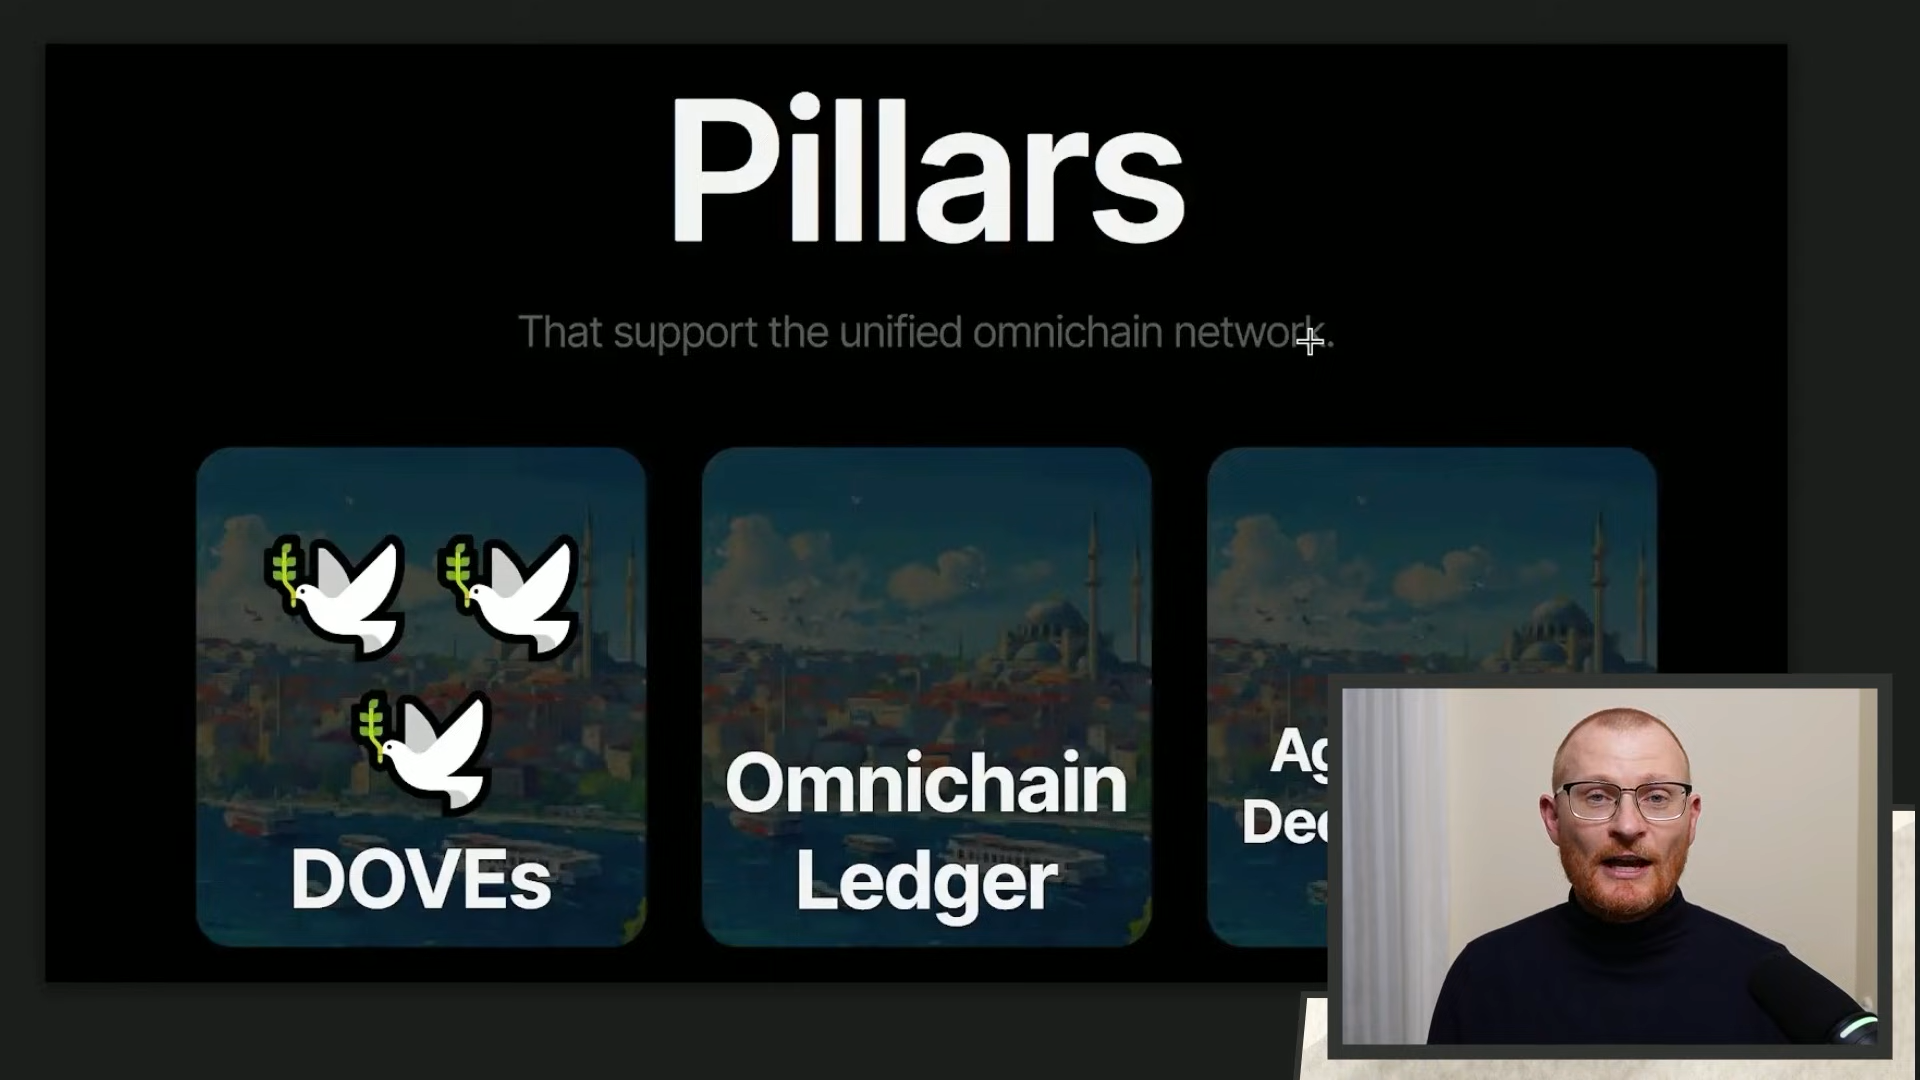 Pillars
That support the unified omnichain network.
DOVEs
Omnichain
Ledger